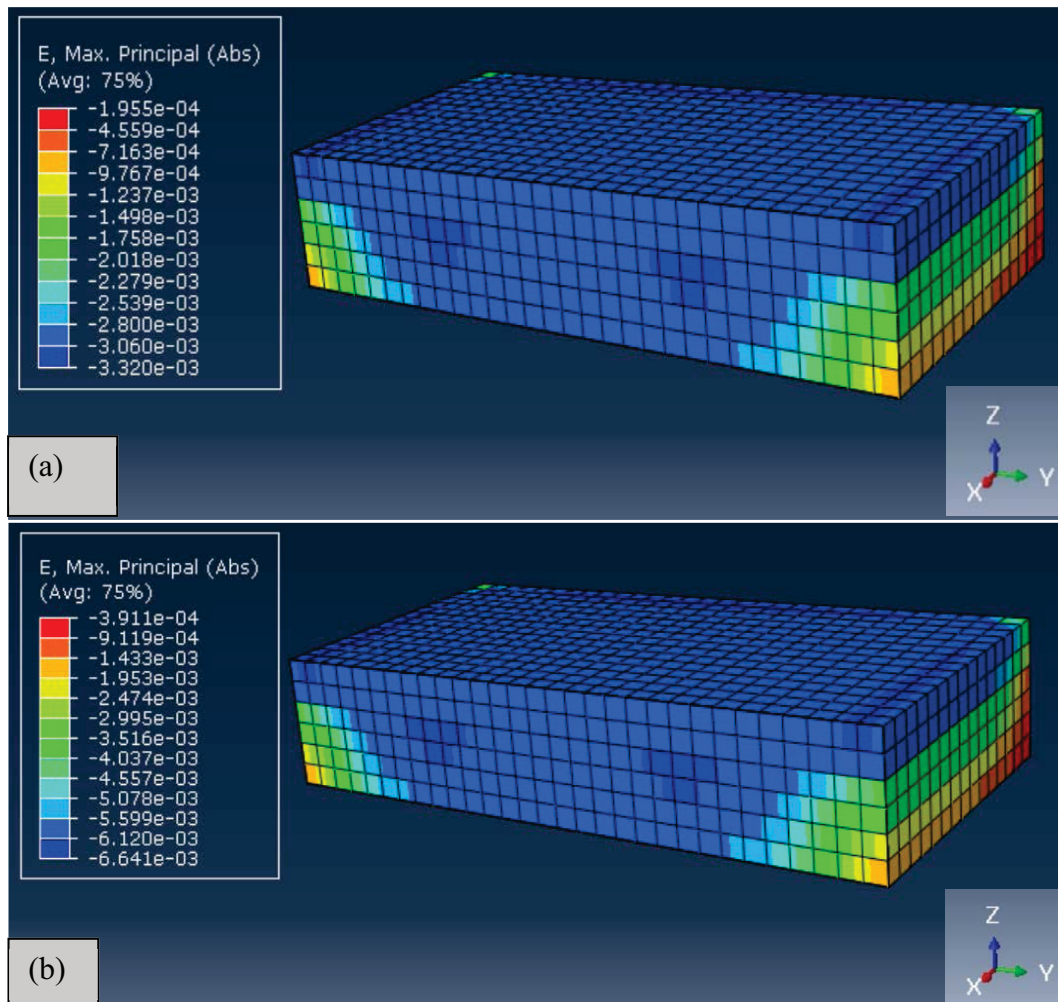 E, Max. Principal (Abs)
(Avg: 75%)
-1.955e-04
-4.559e-04
-7.163e-04
-9.767e-04
-1.237e-03
-1.498e-03
-1.758e-03
-2.018e-03
-2.279e-03
-2.539e-03
-2.800e-03
-3.060e-03
-3.320e-03
Z
X
Y
(a)
E, Max. Principal (Abs)
(Avg: 75%)
-3.911e-04
-9.119e-04
-1.433e-03
-1.953e-03
-2.474e-03
-2.995e-03
-3.516e-03
-4.037e-03
-4.557e-03
-5.078e-03
-5.599e-03
-6.120e-03
-6.641e-03
Z
X
Y
(b)